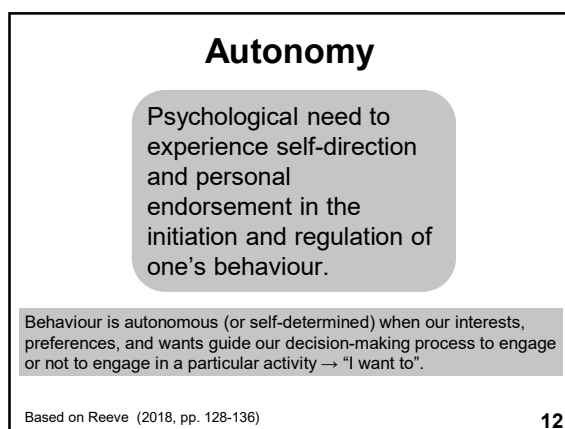 Autonomy
Psychological need to
experience self-direction
and personal
endorsement in the
initiation and regulation of
one's behaviour.
Behaviour is autonomous (or self-determined) when our interests,
preferences, and wants guide our decision-making process to engage
or not to engage in a particular activity → “I want to”.
Based on Reeve (2018, pp. 128-136)
12